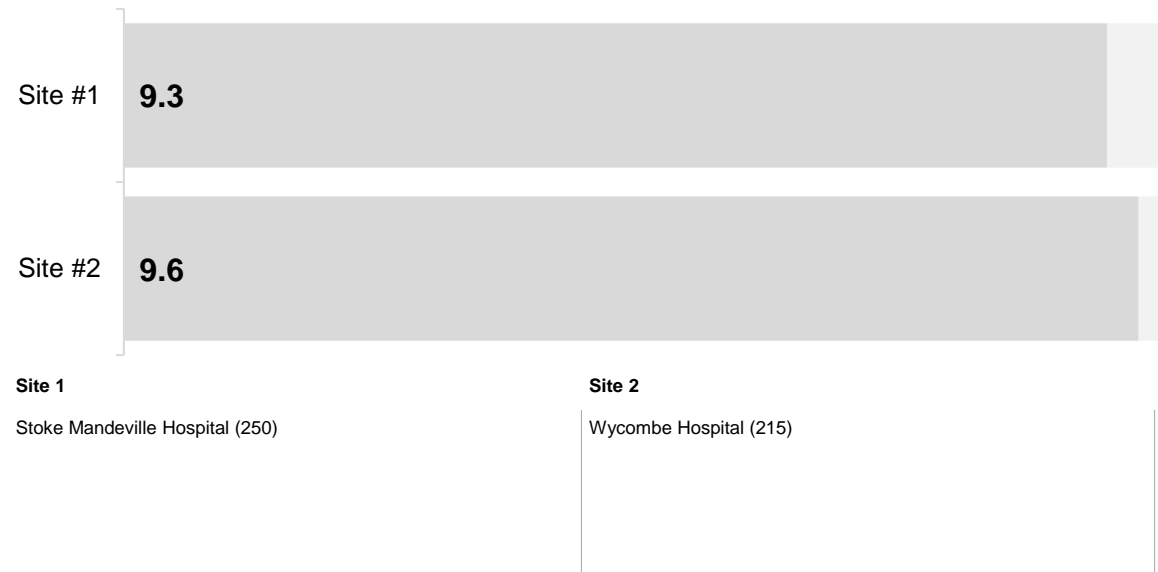 Site #1 9.3
Site #2 9.6
Site 1
Stoke Mandeville Hospital (250)
Site 2
Wycombe Hospital (215)